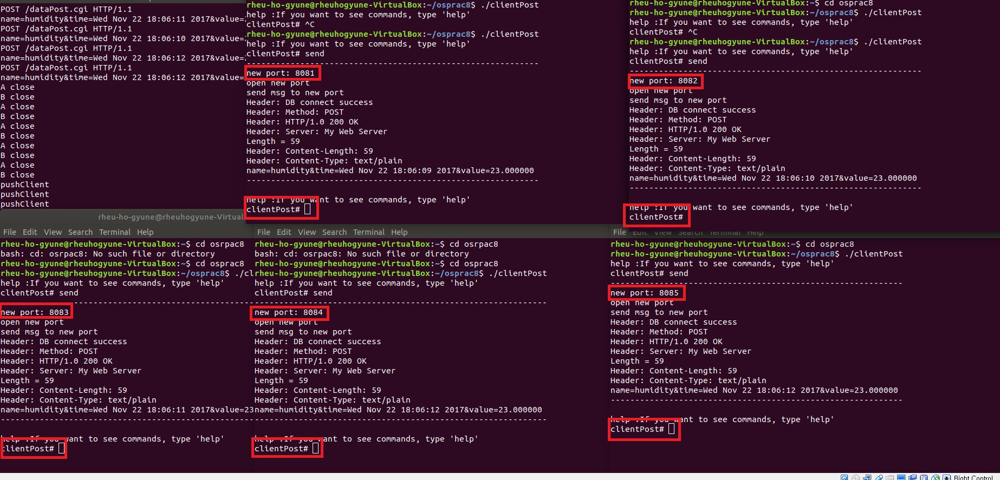 POST /dataPost.cgi HTTP/1.1
name=humidity&time=Wed Nov 22 18:06:11 2017&value=
POST /dataPost.cgi HTTP/1.1
name=humidity&time=Wed Nov 22 18:06:10 2017&value=
POST /dataPost.cgi HTTP/1.1
name=humidity&time=Wed Nov 22 18:06:12 2017&value=
POST /dataPost.cgi HTTP/1.1
name=humidity&time=Wed Nov 22 18:06:12 2017&value=
A close
B close
A close
B close
A close
B close
A close
B close
A close
B close
pushClient
pushClient
pushClient
rheu-ho-gyune@rheuhogyune-VirtualBox:~/osprac8$ ./clientPost
help :If you want to see commands, type 'help'
clientPost# ^C
rheu-ho-gyune@rheuhogyune-VirtualBox:~/osprac8$ ./clientPost
help :If you want to see commands, type 'help'
clientPost# send
------------------------------------------------------------
new port: 8081
open new port
send msg to new port
Header: DB connect success
Header: Method: POST
Header: HTTP/1.0 200 OK
Header: Server: My Web Server
Length = 59
Header: Content-Length: 59
Header: Content-Type: text/plain
name=humidity&time=Wed Nov 22 18:06:09 2017&value=23.000000
------------------------------------------------------------
help :If you want to see commands, type 'help'
clientPost#
rheu-ho-gyune@rheuhogyune-VirtualBox:~$ cd osprac8
rheu-ho-gyune@rheuhogyune-VirtualBox:~/osprac8$ ./clientPost
help :If you want to see commands, type 'help'
clientPost# ^C
rheu-ho-gyune@rheuhogyune-VirtualBox:~/osprac8$ ./clientPost
help :If you want to see commands, type 'help'
clientPost# send
------------------------------------------------------------
new port: 8082
open new port
send msg to new port
Header: DB connect success
Header: Method: POST
Header: HTTP/1.0 200 OK
Header: Server: My Web Server
Length = 59
Header: Content-Length: 59
Header: Content-Type: text/plain
name=humidity&time=Wed Nov 22 18:06:10 2017&value=23.000000
------------------------------------------------------------
help :If you want to see commands, type 'help'
clientPost#
rheu-ho-gyune@rheuhogyune-Virtual
File Edit View Search Terminal Help
rheu-ho-gyune@rheuhogyune-VirtualBox:~$ cd osrpac8
bash: cd: osrpac8: No such file or directory
rheu-ho-gyune@rheuhogyune-VirtualBox:~$ cd osprac8
rheu-ho-gyune@rheuhogyune-VirtualBox:~/osprac8$ ./cl
help :If you want to see commands, type 'help'
clientPost# send
------------------------------------------------------------
new port: 8083
open new port
send msg to new port
Header: DB connect success
Header: Method: POST
Header: HTTP/1.0 200 OK
Header: Server: My Web Server
Length = 59
Header: Content-Length: 59
Header: Content-Type: text/plain
name=humidity&time=Wed Nov 22 18:06:11 2017&value=23
------------------------------------------------------------
help :If you want to see commands, type 'help'
clientPost#
File Edit View Search Terminal Help
rheu-ho-gyune@rheuhogyune-VirtualBox:~$ cd osrpac8
bash: cd: osrpac8: No such file or directory
rheu-ho-gyune@rheuhogyune-VirtualBox:~$ cd osprac8
rheu-ho-gyune@rheuhogyune-VirtualBox:~/osprac8$ ./clientPost
help :If you want to see commands, type 'help'
clientPost# send
------------------------------------------------------------
new port: 8084
open new port
send msg to new port
Header: DB connect success
Header: Method: POST
Header: HTTP/1.0 200 OK
Header: Server: My Web Server
Length = 59
Header: Content-Length: 59
Header: Content-Type: text/plain
name=humidity&time=Wed Nov 22 18:06:12 2017&value=23.000000
------------------------------------------------------------
help :If you want to see commands, type 'help'
clientPost#
File Edit View Search Terminal Help
rheu-ho-gyune@rheuhogyune-VirtualBox:~$ cd osprac8
rheu-ho-gyune@rheuhogyune-VirtualBox:~/osprac8$ ./clientPost
help :If you want to see commands, type 'help'
clientPost# send
------------------------------------------------------------
new port: 8085
open new port
send msg to new port
Header: DB connect success
Header: Method: POST
Header: HTTP/1.0 200 OK
Header: Server: My Web Server
Length = 59
Header: Content-Length: 59
Header: Content-Type: text/plain
name=humidity&time=Wed Nov 22 18:06:12 2017&value=23.000000
------------------------------------------------------------
help :If you want to see commands, type 'help'
clientPost#
Right Control